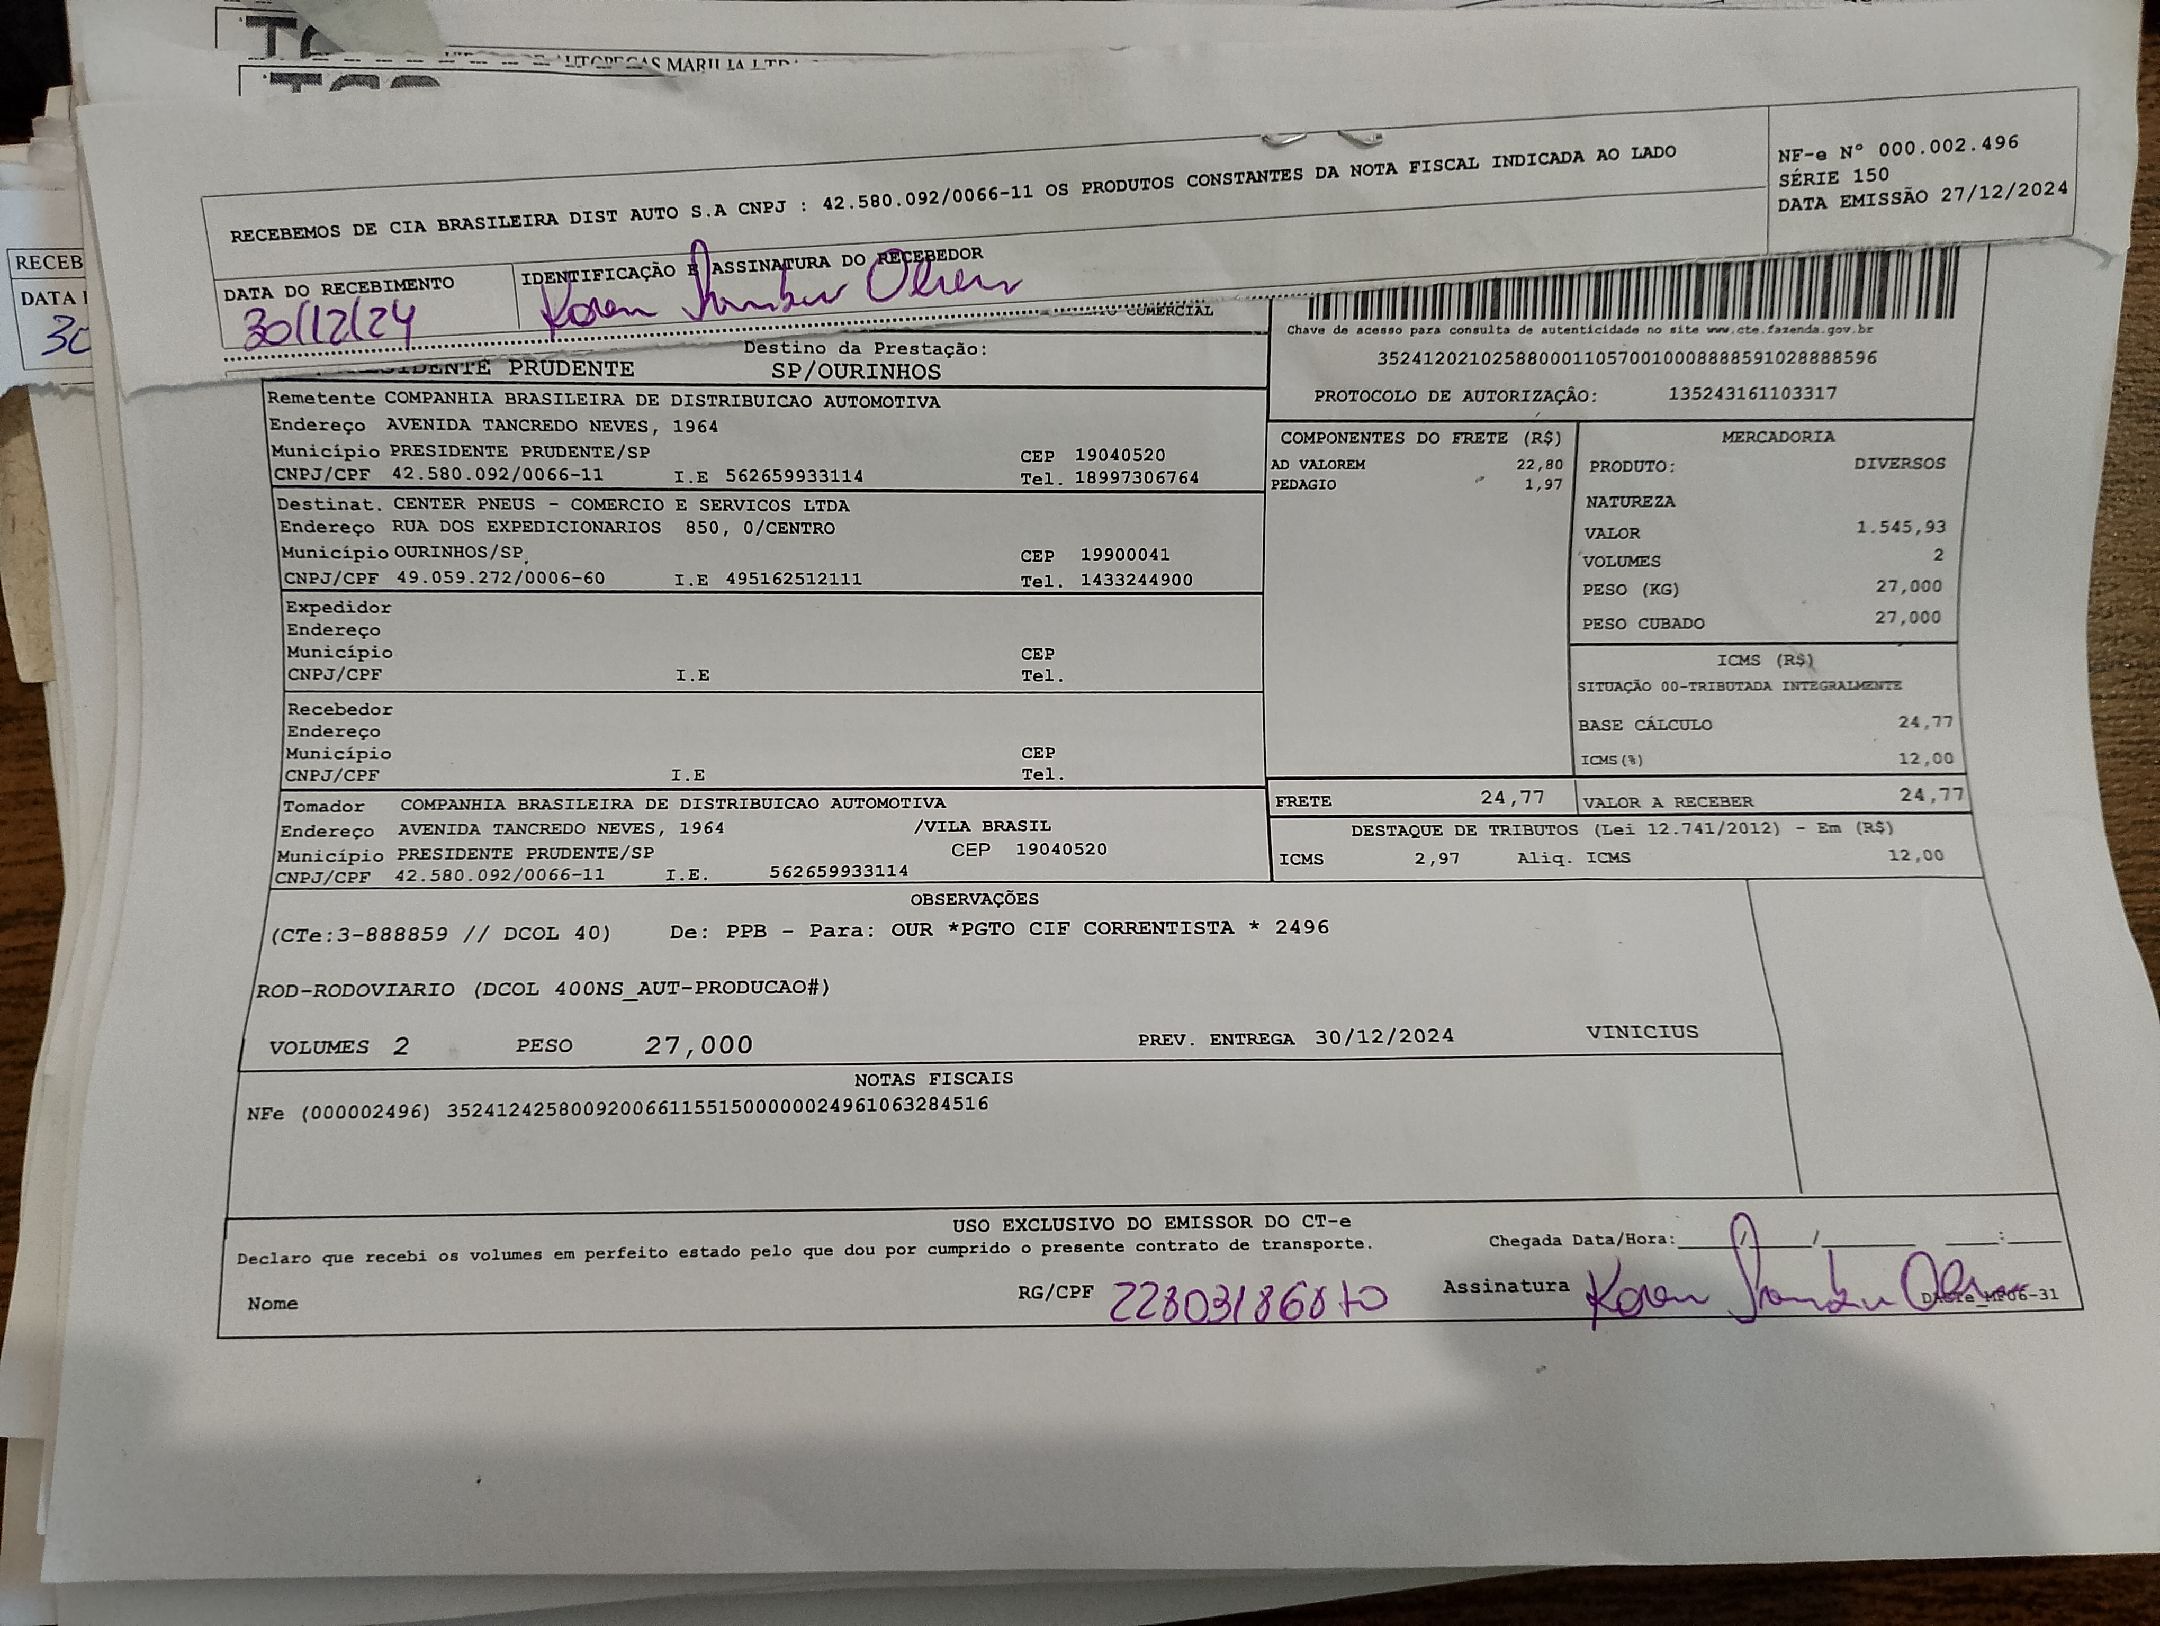 AUTOPECAS MARILIA LTDA
RECEBEMOS DE CIA BRASILEIRA DIST AUTO S.A CNPJ : 42.580.092/0066-11 OS PRODUTOS CONSTANTES DA NOTA FISCAL INDICADA AO LADO
NF-e N° 000.002.496
SÉRIE 150
DATA EMISSÃO 27/12/2024
RECEB
DATA
30
DATA DO RECEBIMENTO
30/12/24
IDENTIFICAÇÃO E ASSINATURA DO RECEBEDOR
Karen
COMERCIAL
Destino da Prestação:
PRUDENTE SP/OURINHOS
Chave de acesso para consulta de autenticidade no site www.cte.fazenda.gov.br
35241202102588000110570010008888591028888596
PROTOCOLO DE AUTORIZAÇÃO: 135243161103317
Remetente COMPANHIA BRASILEIRA DE DISTRIBUICAO AUTOMOTIVA
Endereço AVENIDA TANCREDO NEVES, 1964
Município PRESIDENTE PRUDENTE/SP CEP 19040520
CNPJ/CPF 42.580.092/0066-11 I.E 562659933114 Tel. 18997306764
Destinat. CENTER PNEUS - COMERCIO E SERVICOS LTDA
Endereço RUA DOS EXPEDICIONARIOS 850, 0/CENTRO
Município OURINHOS/SP CEP 19900041
CNPJ/CPF 49.059.272/0006-60 I.E 495162512111 Tel. 1433244900
Expedidor
Endereço
Município CEP
CNPJ/CPF I.E Tel.
Recebedor
Endereço
Município CEP
CNPJ/CPF I.E Tel.
Tomador COMPANHIA BRASILEIRA DE DISTRIBUICAO AUTOMOTIVA
Endereço AVENIDA TANCREDO NEVES, 1964 /VILA BRASIL
Município PRESIDENTE PRUDENTE/SP CEP 19040520
CNPJ/CPF 42.580.092/0066-11 I.E. 562659933114
COMPONENTES DO FRETE (R$)
AD VALOREM 22,80
PEDAGIO 1,97
MERCADORIA
PRODUTO: DIVERSOS
NATUREZA
VALOR 1.545,93
VOLUMES 2
PESO (KG) 27,000
PESO CUBADO 27,000
ICMS (R$)
SITUAÇÃO 00-TRIBUTADA INTEGRALMENTE
BASE CÁLCULO 24,77
ICMS(%) 12,00
FRETE 24,77 VALOR A RECEBER 24,77
DESTAQUE DE TRIBUTOS (Lei 12.741/2012) - Em (R$)
ICMS 2,97 Aliq. ICMS 12,00
OBSERVAÇÕES
(CTe:3-888859 // DCOL 40) De: PPB - Para: OUR *PGTO CIF CORRENTISTA * 2496
ROD-RODOVIARIO (DCOL 400NS_AUT-PRODUCAO#)
VOLUMES 2 PESO 27,000 PREV. ENTREGA 30/12/2024 VINICIUS
NOTAS FISCAIS
NFe (000002496) 35241242580092006611551500000024961063284516
USO EXCLUSIVO DO EMISSOR DO CT-e
Declaro que recebi os volumes em perfeito estado pelo que dou por cumprido o presente contrato de transporte.
Chegada Data/Hora: / / :
Nome RG/CPF Assinatura Karen